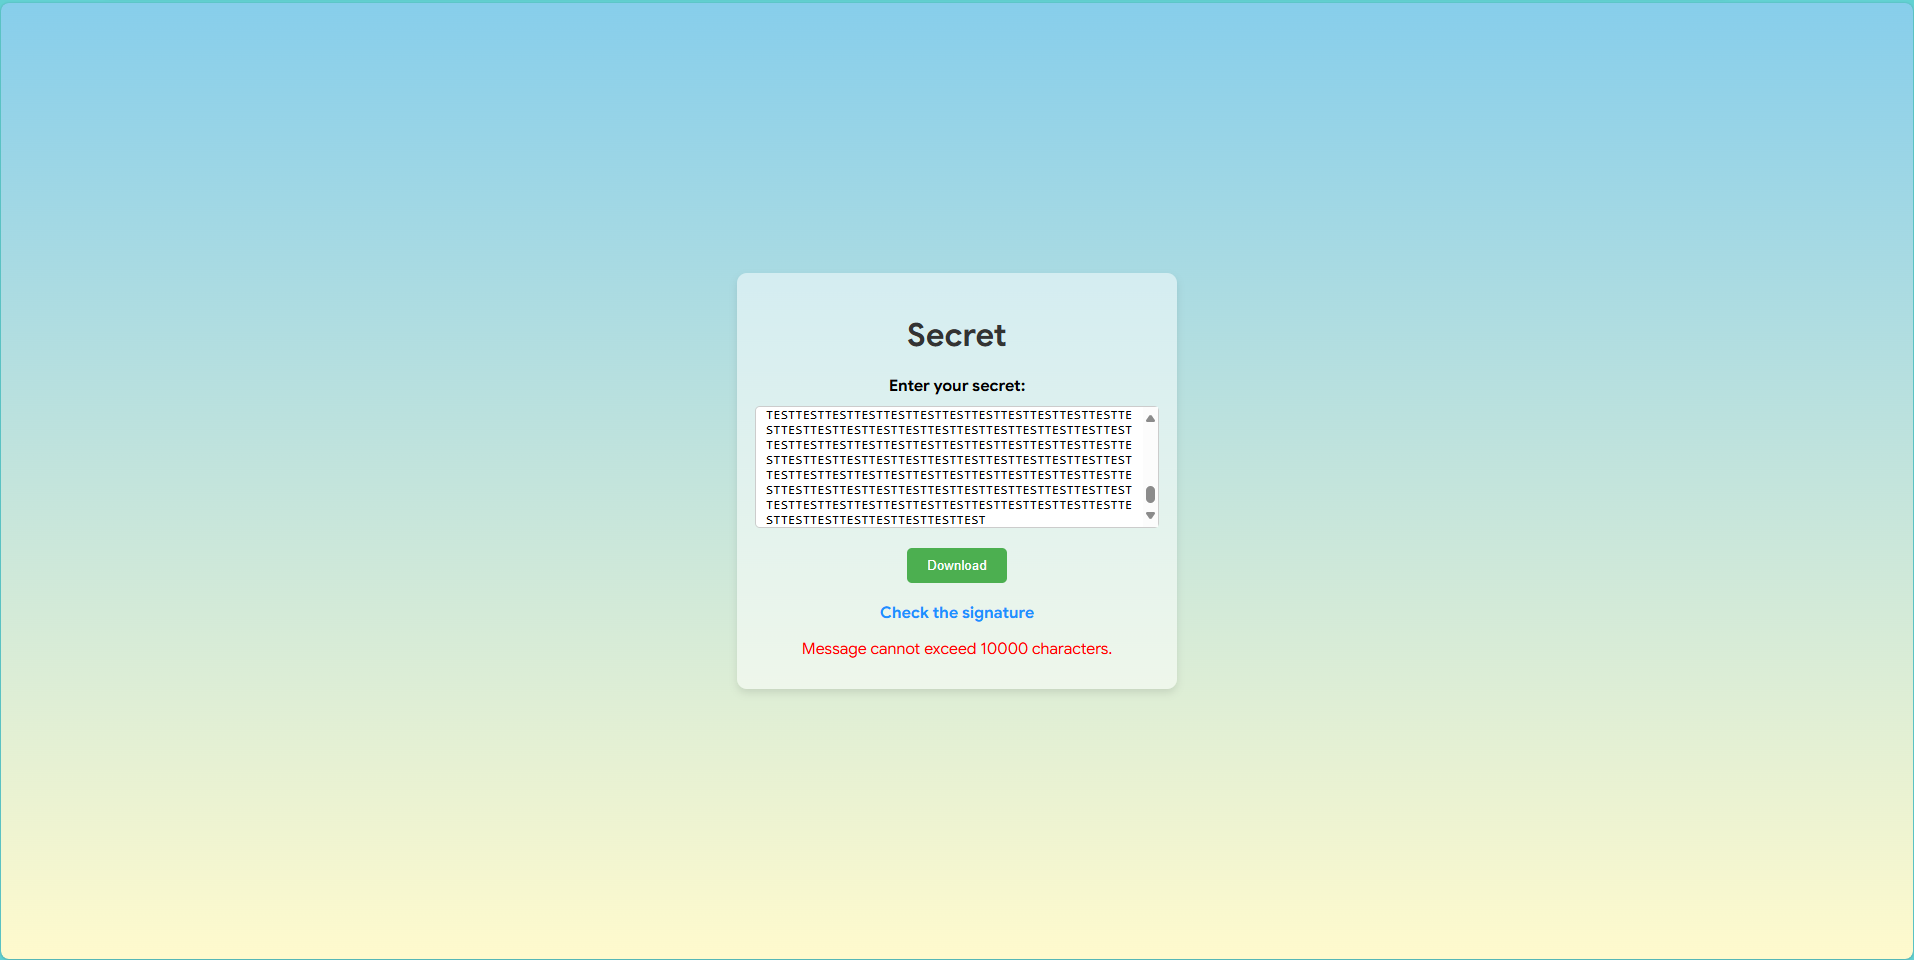 Secret
Enter your secret:
TESTTESTTESTTESTTESTTESTTESTTESTTESTTESTTESTTESTTE
STTESTTESTTESTTESTTESTTESTTESTTESTTESTTESTTESTTEST
TESTTESTTESTTESTTESTTESTTESTTESTTESTTESTTESTTESTTE
STTESTTESTTESTTESTTESTTESTTESTTESTTESTTESTTESTTEST
TESTTESTTESTTESTTESTTESTTESTTESTTESTTESTTESTTESTTE
STTESTTESTTESTTESTTESTTESTTESTTESTTESTTESTTESTTEST
TESTTESTTESTTESTTESTTESTTESTTESTTESTTESTTESTTESTTE
STTESTTESTTESTTESTTESTTESTTEST
Download
Check the signature
Message cannot exceed 10000 characters.